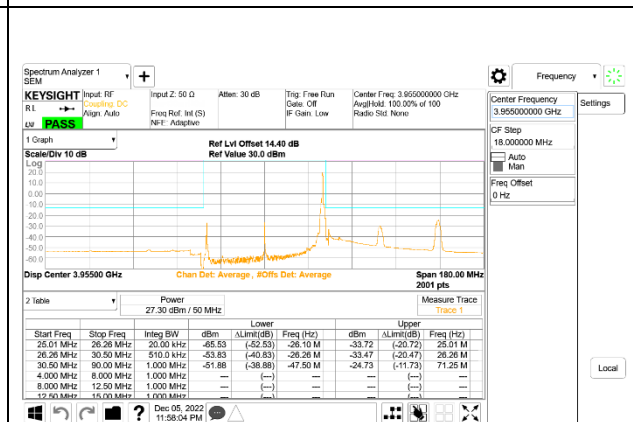 Spectrum Analyzer 1
SEM
+
Frequency
KEYSIGHT
Input: RF
Coupling: DC
Align: Auto
Input Z: 50 Ω
Freq Ref: Int (S)
NFE: Adaptive
Atten: 30 dB
Trig: Free Run
Gate: Off
IF Gain: Low
Center Freq: 3.955000000 GHz
Avg|Hold: 100.00% of 100
Radio Std: None
R L
PASS
Center Frequency
3.955000000 GHz
Settings
CF Step
18.000000 MHz
Auto
Man
Freq Offset
0 Hz
1 Graph
Scale/Div 10 dB
Ref Lvl Offset 14.40 dB
Ref Value 30.0 dBm
Log
20.0
10.0
0.00
-10.0
-20.0
-30.0
-40.0
-50.0
-60.0
Disp Center 3.95500 GHz
Chan Det: Average, #Offs Det: Average
Span 180.00 MHz
2001 pts
2 Table
Power
27.30 dBm / 50 MHz
Measure Trace
Trace 1
Lower Upper
Start Freq Stop Freq Integ BW dBm ΔLimit(dB) Freq (Hz) dBm ΔLimit(dB) Freq (Hz)
25.01 MHz 26.26 MHz 20.00 kHz -65.53 (-52.53) -26.10 M -33.72 (-20.72) 25.01 M
26.26 MHz 30.50 MHz 510.0 kHz -53.83 (-40.83) -26.26 M -33.47 (-20.47) 26.26 M
30.50 MHz 90.00 MHz 1.000 MHz -51.88 (-38.88) -47.50 M -24.73 (-11.73) 71.25 M
4.000 MHz 8.000 MHz 1.000 MHz --- (---) --- --- (---) ---
8.000 MHz 12.50 MHz 1.000 MHz --- (---) --- --- (---) ---
12.50 MHz 15.00 MHz 1.000 MHz --- (---) --- --- (---) ---
Local
?
Dec 05, 2022
11:58:04 PM